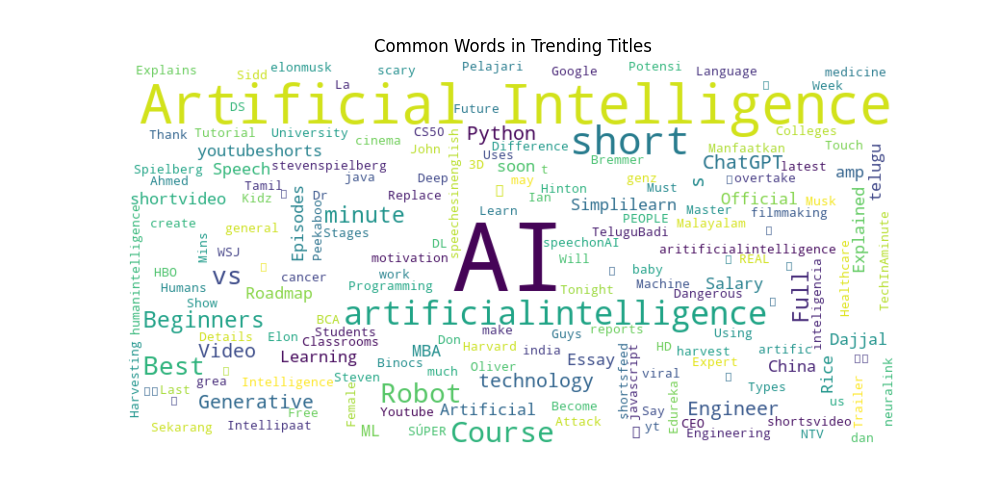 Common Words in Trending Titles
Explains
Sidd
elonmusk
scary
Pelajari
Google
Potensi
Language
medicine
La
Week
Artificial Intelligence
DS
Future
Thank
Tutorial
University
cinema
CS50
Python
short
Colleges
youtubeshorts
John
Difference
Manfaatkan
Touch
Spielberg
Speech
stevenspielberg
Uses
3D
soon
t
Bremmer
ChatGPT
latest
amp
telugu
Ahmed
Tamil
java
Deep
may
Hinton
genz
Must
s
overtake
shortvideo
Kidz
Dr
Replace
Ian
Simplilearn
Official
Musk
Episodes
Peekaboo
minute
Learn
PEOPLE
Master
filmmaking
create
general
Stages
speechesinenglish
TeluguBadi
Malayalam
Explained
Mins
WSJ
DL
AI
speechonAI
aritificialintelligence
TechInAminute
HBO
vs
cancer
motivation
Will
baby
REAL
Healthcare
Humans
work
Machine
Salary
Full
inteligencia
Show
Roadmap
Programming
Tonight
Dangerous
Harvesting humanintelligence
Beginners
BCA
artificialintelligence
Details
Elon
Students
make
Guys
reports
Using
Dajjal
Classrooms
Don
Video
Learning
MBA
Harvard
india
HD
harvest
artific
Best
Binocs
much
Oliver
Essay
shortsfeed
javascript
viral
Expert
China
Rice
grea
Intelligence
Steven
Robot
technology
Types
us
neuralink
Last
Generative
Female
Youtube
Artificial
Become
Say
Edureka
Engineer
Trailer
Free
Attack
yt
CEO
shortsvideo
Sekarang
Intellipaat
ML
SÚPER
Course
Engineering
NTV
dan